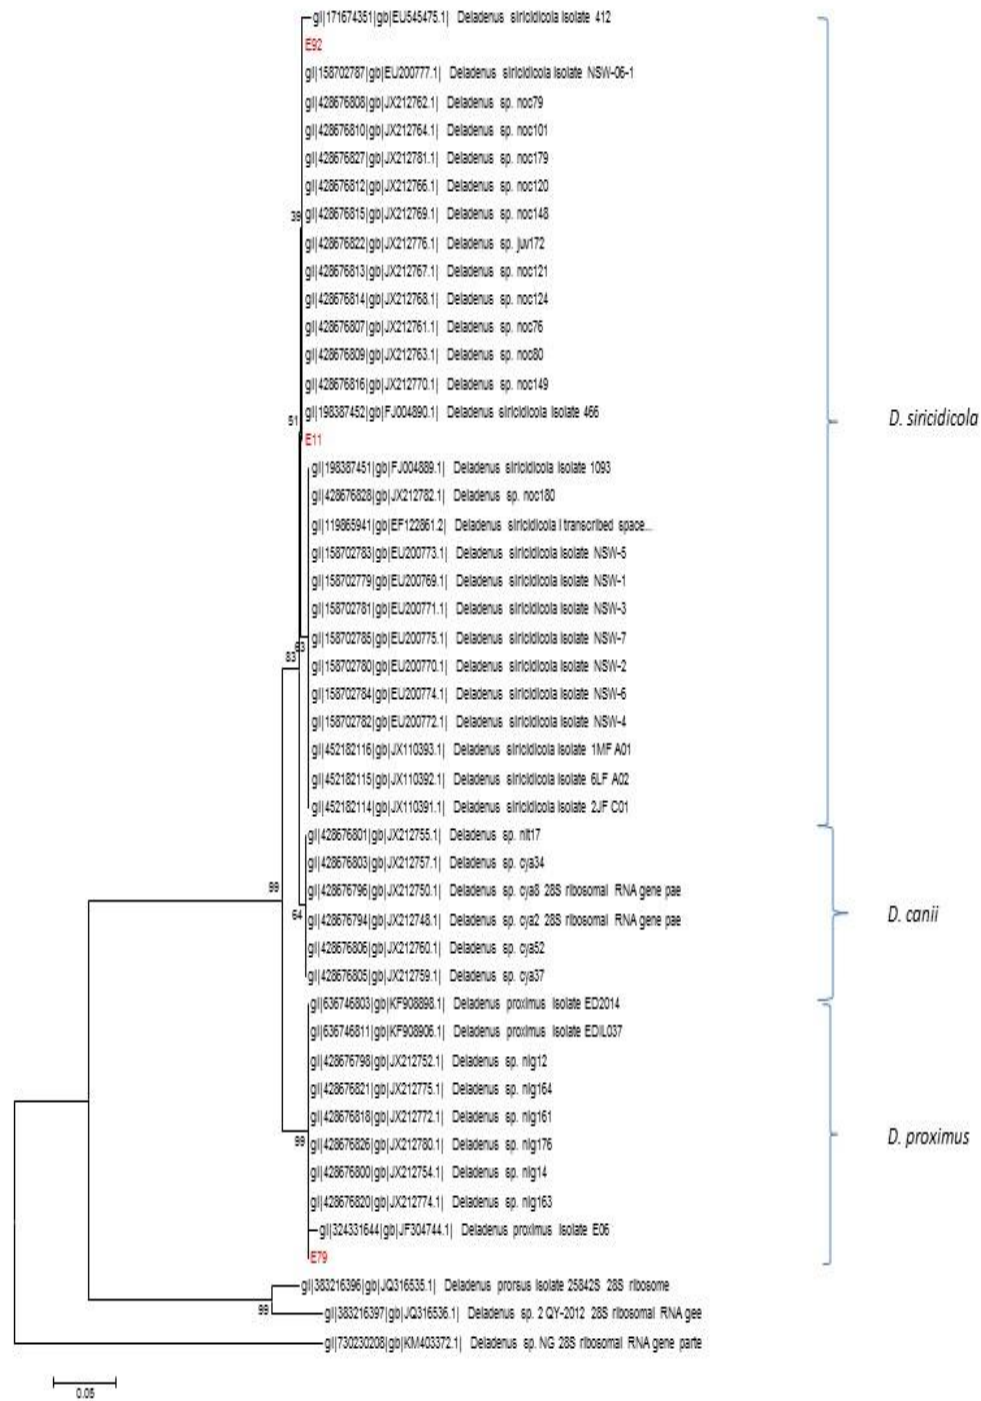 gi|171674351|gb|EU545475.1| Deladenus siricidicola isolate 412
E92
gi|158702787|gb|EU200777.1| Deladenus siricidicola isolate NSW-06-1
gi|428676808|gb|JX212762.1| Deladenus sp. noc79
gi|428676810|gb|JX212764.1| Deladenus sp. noc101
gi|428676827|gb|JX212781.1| Deladenus sp. noc179
gi|428676812|gb|JX212766.1| Deladenus sp. noc120
39
gi|428676815|gb|JX212769.1| Deladenus sp. noc148
gi|428676822|gb|JX212776.1| Deladenus sp. juv172
gi|428676813|gb|JX212767.1| Deladenus sp. noc121
gi|428676814|gb|JX212768.1| Deladenus sp. noc124
gi|428676807|gb|JX212761.1| Deladenus sp. noc76
gi|428676809|gb|JX212763.1| Deladenus sp. noc80
gi|428676816|gb|JX212770.1| Deladenus sp. noc149
gi|198387452|gb|FJ004890.1| Deladenus siricidicola isolate 466
51
D. siricidicola
E11
gi|198387451|gb|FJ004889.1| Deladenus siricidicola isolate 1093
gi|428676828|gb|JX212782.1| Deladenus sp. noc180
gi|119865941|gb|EF122861.2| Deladenus siricidicola i transcribed space...
gi|158702783|gb|EU200773.1| Deladenus siricidicola isolate NSW-5
gi|158702779|gb|EU200769.1| Deladenus siricidicola isolate NSW-1
gi|158702781|gb|EU200771.1| Deladenus siricidicola isolate NSW-3
gi|158702785|gb|EU200775.1| Deladenus siricidicola isolate NSW-7
63
83
gi|158702780|gb|EU200770.1| Deladenus siricidicola isolate NSW-2
gi|158702784|gb|EU200774.1| Deladenus siricidicola isolate NSW-6
gi|158702782|gb|EU200772.1| Deladenus siricidicola isolate NSW-4
gi|452182116|gb|JX110393.1| Deladenus siricidicola isolate 1MF A01
gi|452182115|gb|JX110392.1| Deladenus siricidicola isolate 6LF A02
gi|452182114|gb|JX110391.1| Deladenus siricidicola isolate 2JF C01
gi|428676801|gb|JX212755.1| Deladenus sp. nit17
gi|428676803|gb|JX212757.1| Deladenus sp. cya34
99
gi|428676796|gb|JX212750.1| Deladenus sp. cya8 28S ribosomal RNA gene pae
64
gi|428676794|gb|JX212748.1| Deladenus sp. cya2 28S ribosomal RNA gene pae
D. canii
gi|428676806|gb|JX212760.1| Deladenus sp. cya52
gi|428676805|gb|JX212759.1| Deladenus sp. cya37
gi|636746803|gb|KF908898.1| Deladenus proximus isolate ED2014
gi|636746811|gb|KF908906.1| Deladenus proximus isolate EDIL037
gi|428676798|gb|JX212752.1| Deladenus sp. nig12
gi|428676821|gb|JX212775.1| Deladenus sp. nig164
gi|428676818|gb|JX212772.1| Deladenus sp. nig161
99
D. proximus
gi|428676826|gb|JX212780.1| Deladenus sp. nig176
gi|428676800|gb|JX212754.1| Deladenus sp. nig14
gi|428676820|gb|JX212774.1| Deladenus sp. nig163
gi|324331644|gb|JF304744.1| Deladenus proximus isolate E06
E79
gi|383216396|gb|JQ316535.1| Deladenus prorsus isolate 25842S 28S ribosome
99
gi|383216397|gb|JQ316536.1| Deladenus sp. 2 QY-2012 28S ribosomal RNA gee
gi|730230208|gb|KM403372.1| Deladenus sp. NG 28S ribosomal RNA gene parte
0.05